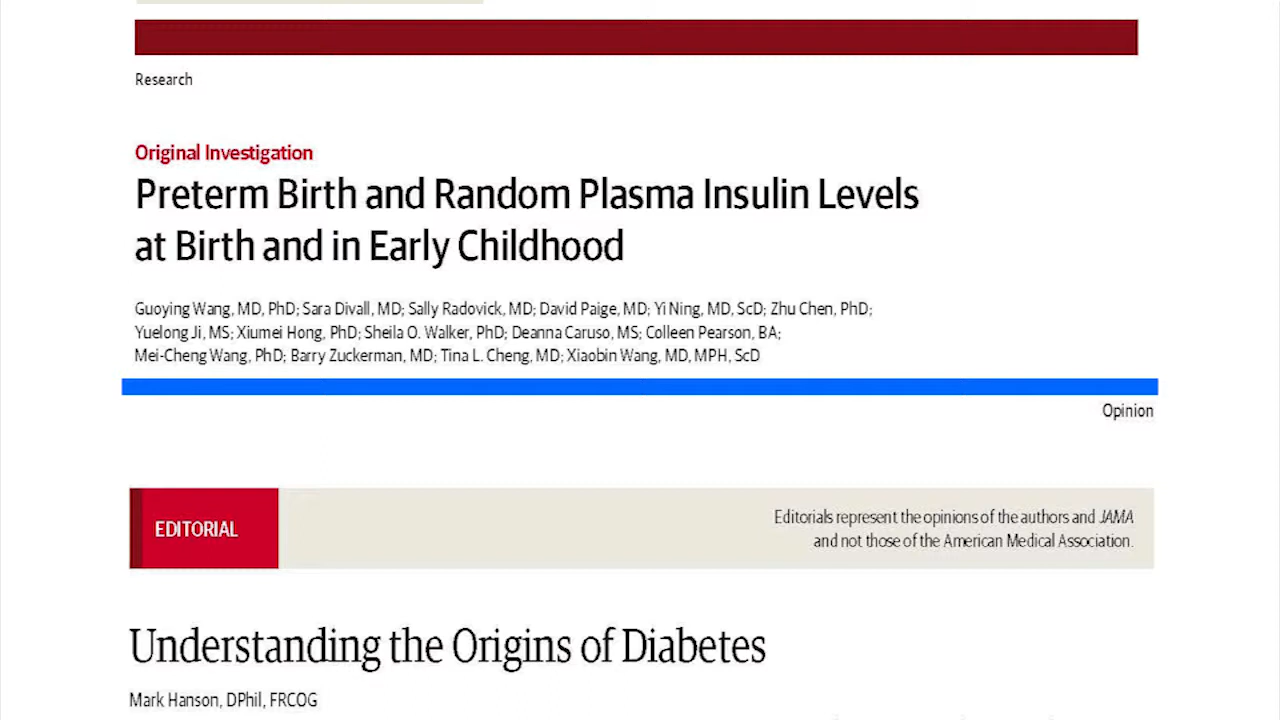 Research
Original Investigation
Preterm Birth and Random Plasma Insulin Levels
at Birth and in Early Childhood
Guoying Wang, MD, PhD; Sara Divall, MD; Sally Radovick, MD; David Paige, MD; Yi Ning, MD, ScD; Zhu Chen, PhD;
Yuelong Ji, MS; Xiumei Hong, PhD; Sheila O. Walker, PhD; Deanna Caruso, MS; Colleen Pearson, BA;
Mei-Cheng Wang, PhD; Barry Zuckerman, MD; Tina L. Cheng, MD; Xiaobin Wang, MD, MPH, ScD
Opinion
EDITORIAL
Editorials represent the opinions of the authors and JAMA
and not those of the American Medical Association.
Understanding the Origins of Diabetes
Mark Hanson, DPhil, FRCOG